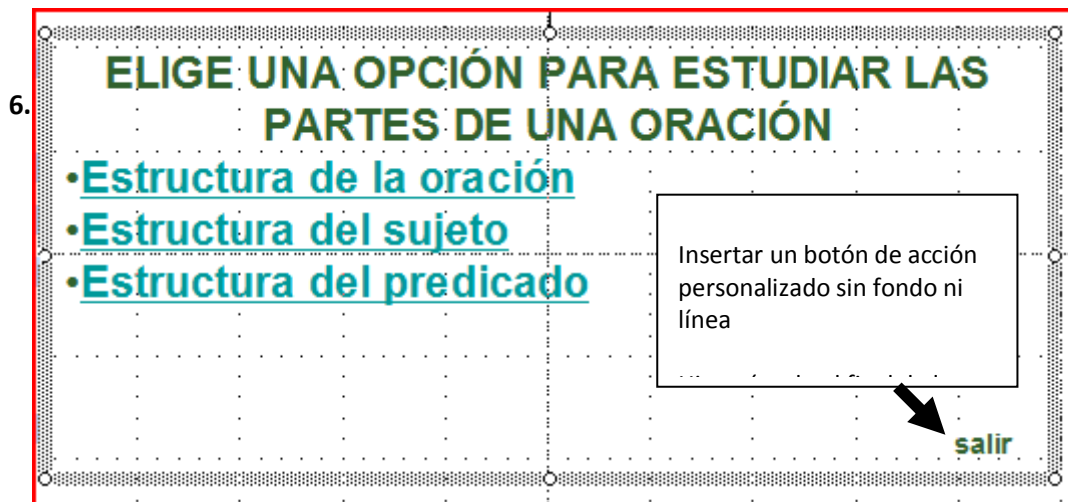 6.
ELIGE UNA OPCIÓN PARA ESTUDIAR LAS
PARTES DE UNA ORACIÓN
•Estructura de la oración
•Estructura del sujeto
•Estructura del predicado
Insertar un botón de acción
personalizado sin fondo ni
línea
salir